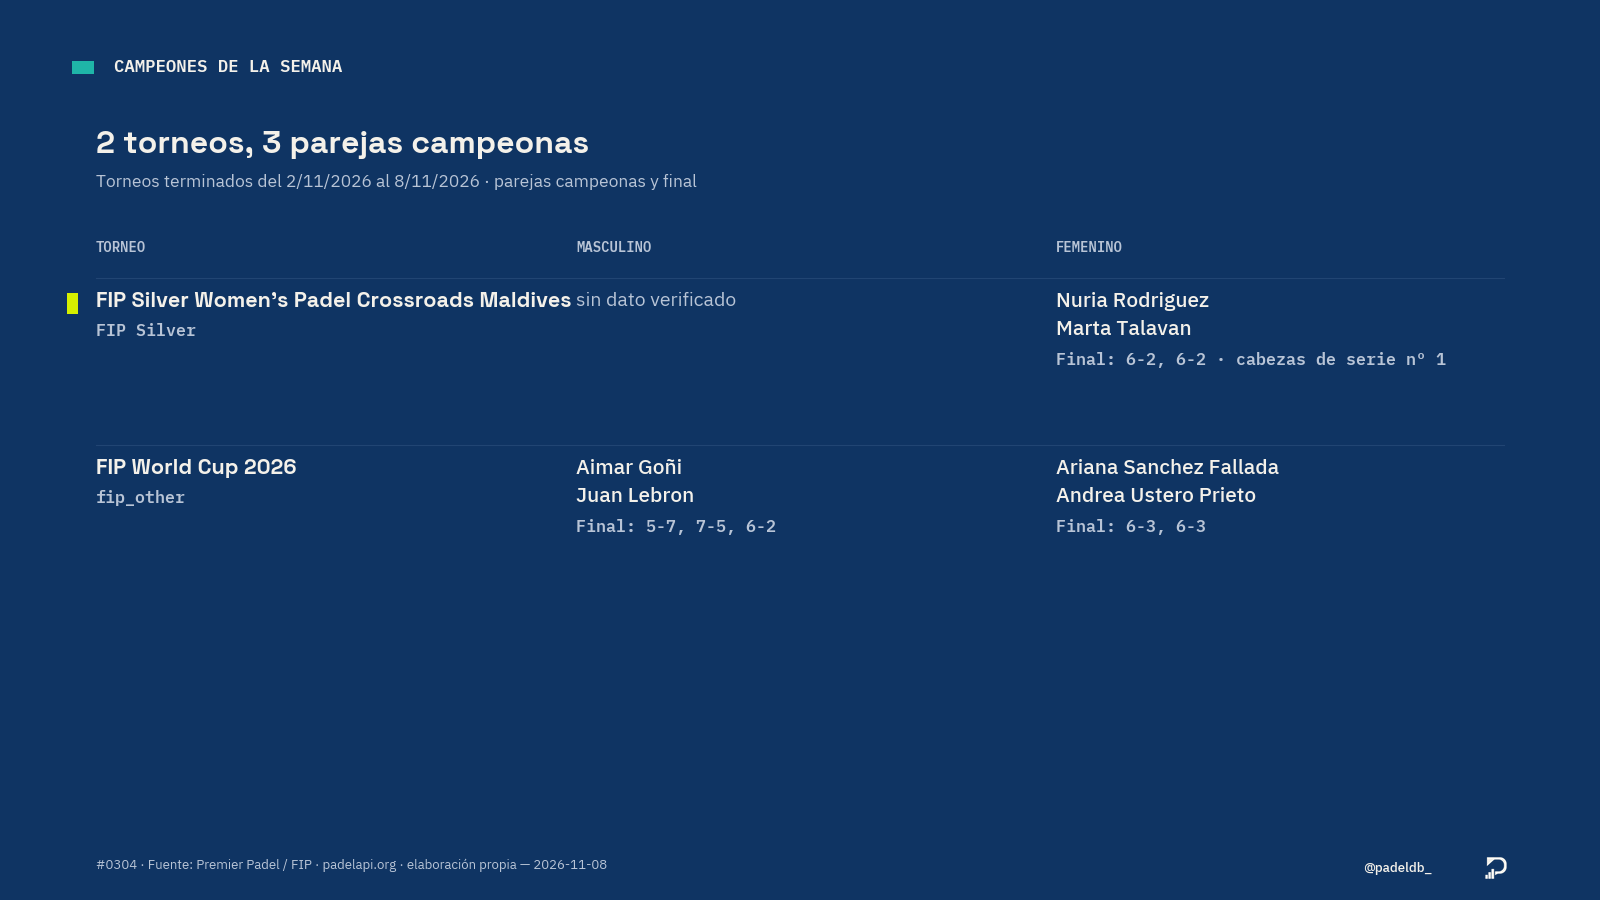 CAMPEONES DE LA SEMANA
2 torneos, 3 parejas campeonas
Torneos terminados del 2/11/2026 al 8/11/2026 · parejas campeonas y final
TORNEO MASCULINO FEMENINO
FIP Silver Women’s Padel Crossroads Maldives sin dato verificado Nuria Rodriguez
Marta Talavan
FIP Silver
Final: 6-2, 6-2 · cabezas de serie nº 1
FIP World Cup 2026 Aimar Goñi Ariana Sanchez Fallada
fip_other Juan Lebron Andrea Ustero Prieto
Final: 5-7, 7-5, 6-2 Final: 6-3, 6-3
#0304 · Fuente: Premier Padel / FIP · padelapi.org · elaboración propia — 2026-11-08
@padeldb_